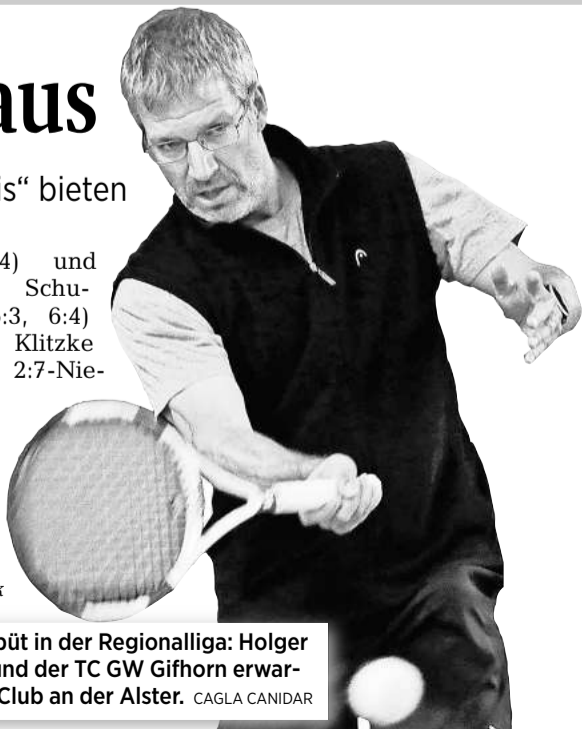 aus
is“ bieten
4) und
Schu-
:3, 6:4)
Klitzke
2:7-Nie-
büt in der Regionalliga: Holger
und der TC GW Gifhorn erwar-
Club an der Alster. CAGLA CANIDAR